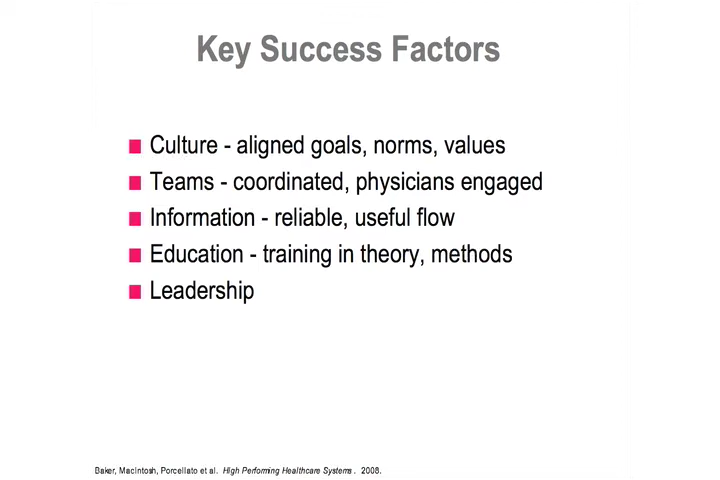 Key Success Factors
Culture - aligned goals, norms, values
Teams - coordinated, physicians engaged
Information - reliable, useful flow
Education - training in theory, methods
Leadership
Baker, Macintosh, Porcellato et al. High Performing Healthcare Systems. 2008.